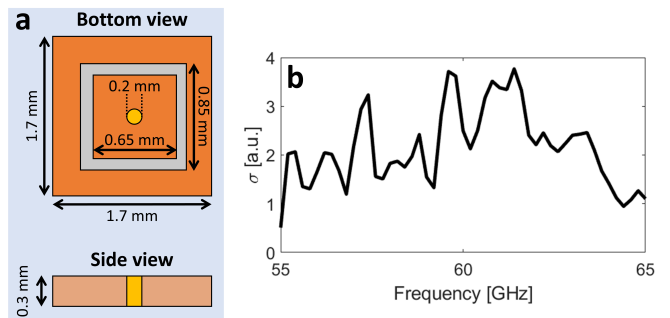 a
Bottom view
0.2 mm
0.65 mm
0.85 mm
1.7 mm
1.7 mm
Side view
0.3 mm
b
4
3
2
1
0
σ [a.u.]
55
60
65
Frequency [GHz]